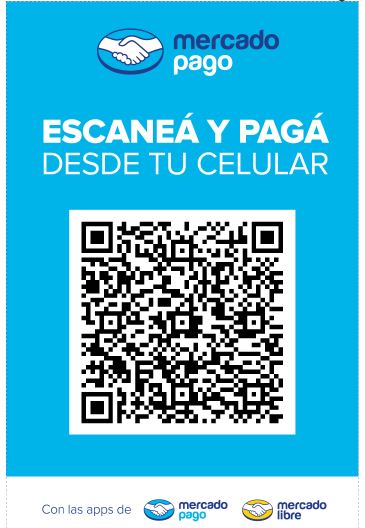 mercado
pago
ESCANEÁ Y PAGÁ
DESDE TU CELULAR
Con las apps de mercado pago mercado libre